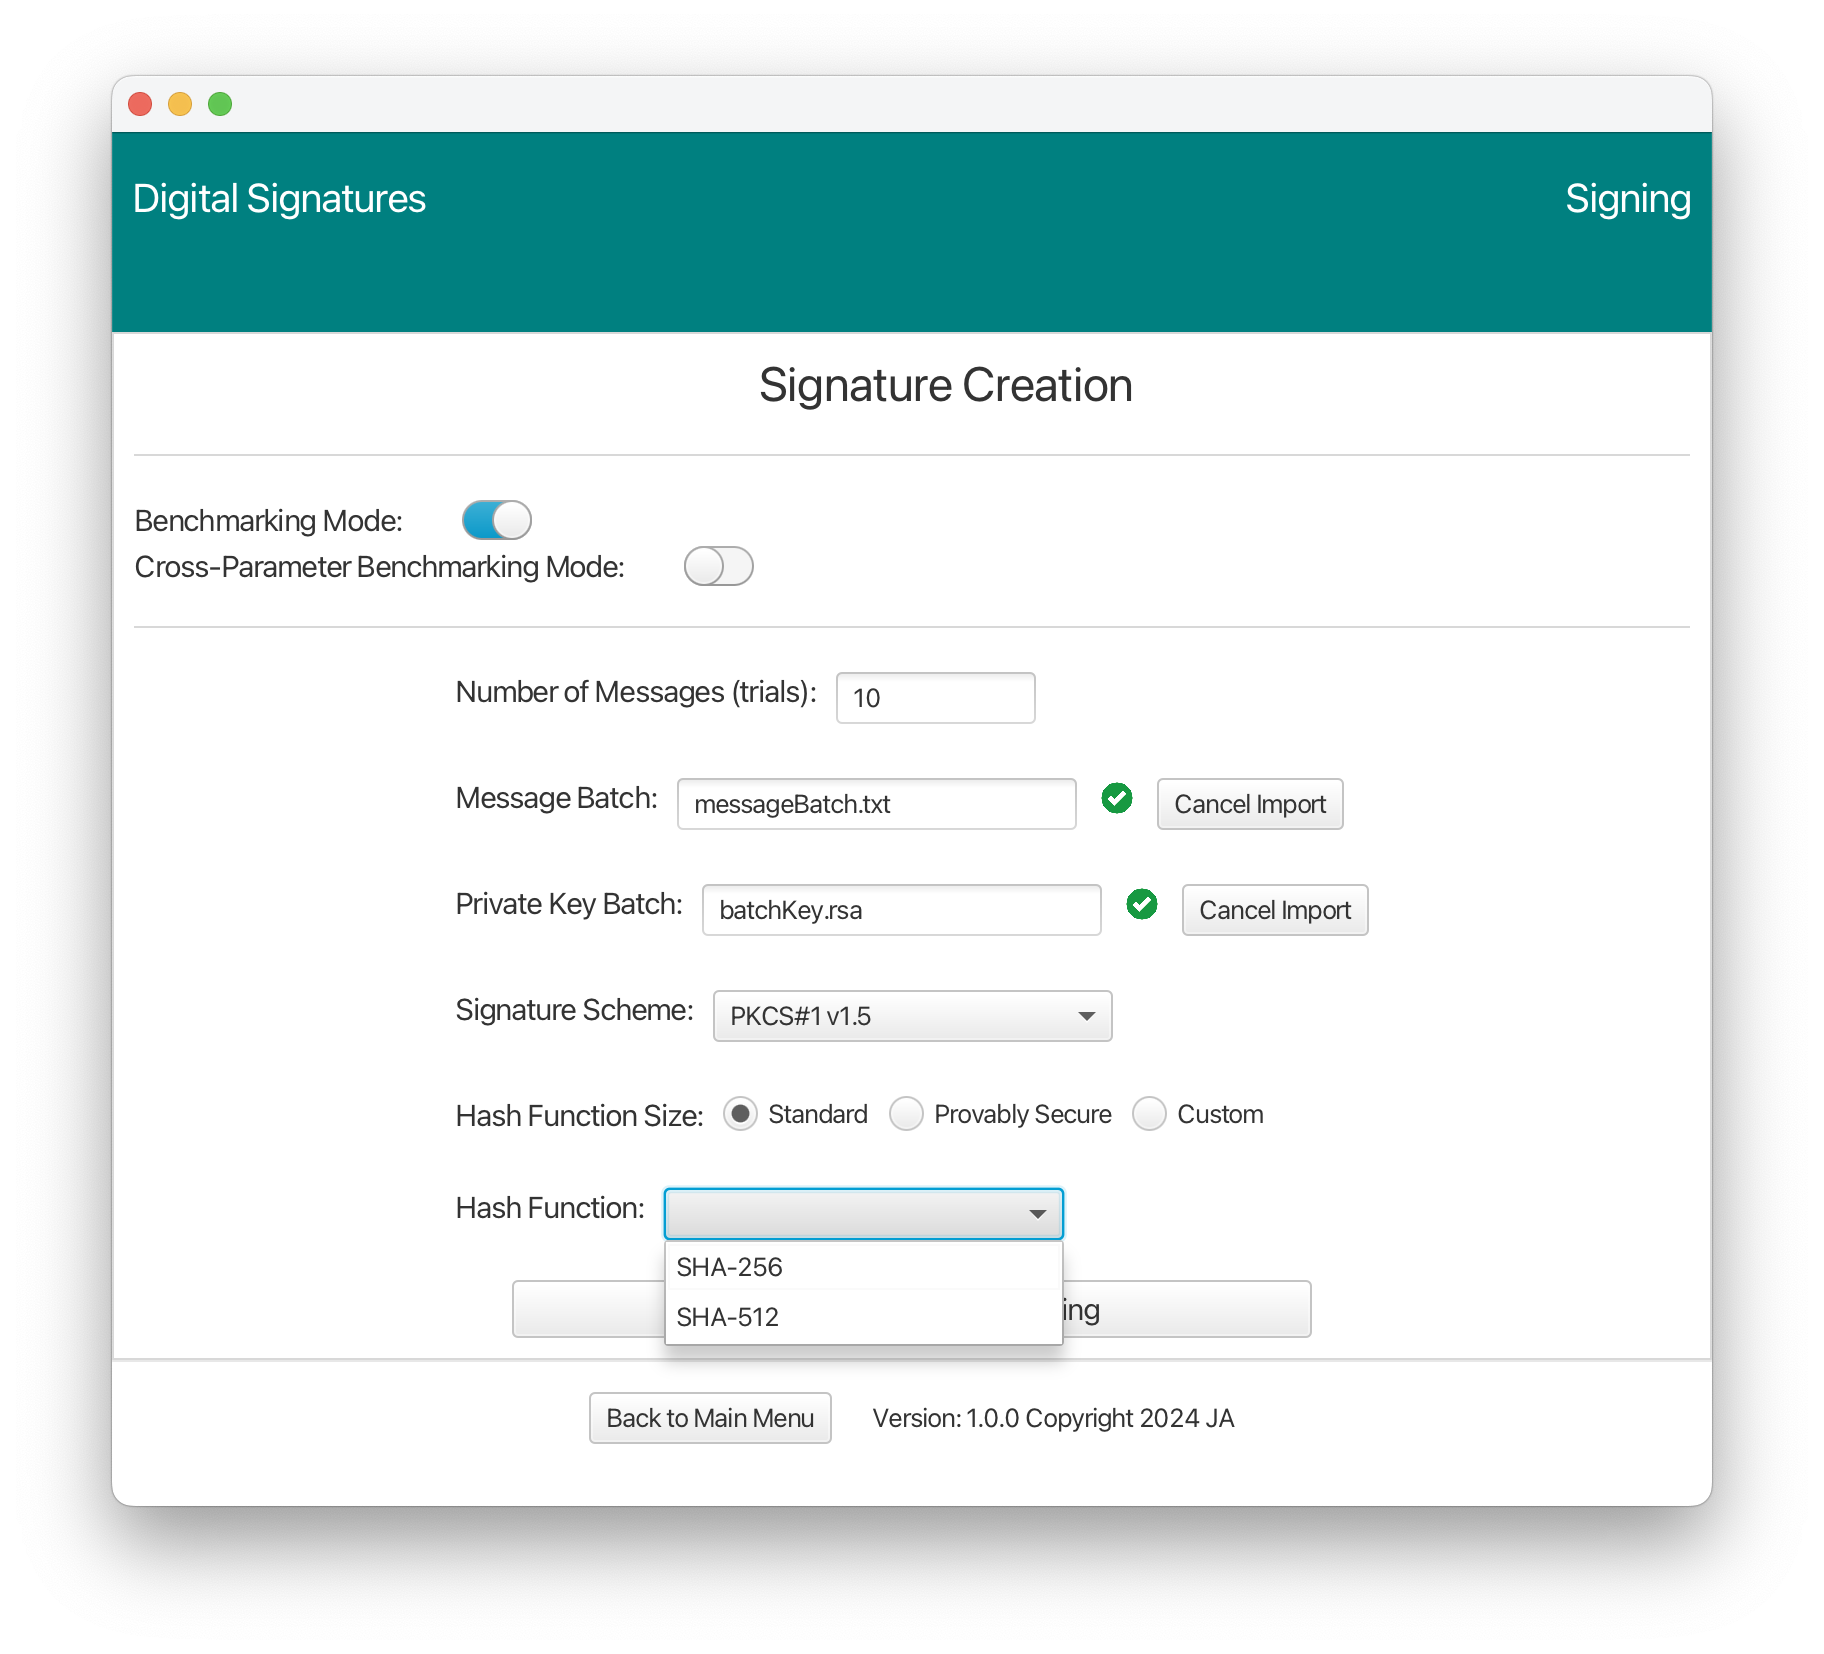 Digital Signatures Signing
Signature Creation
Benchmarking Mode:
Cross-Parameter Benchmarking Mode:
Number of Messages (trials): 10
Message Batch: messageBatch.txt Cancel Import
Private Key Batch: batchKey.rsa Cancel Import
Signature Scheme: PKCS#1 v1.5
Hash Function Size: Standard Provably Secure Custom
Hash Function:
SHA-256
SHA-512
Back to Main Menu Version: 1.0.0 Copyright 2024 JA